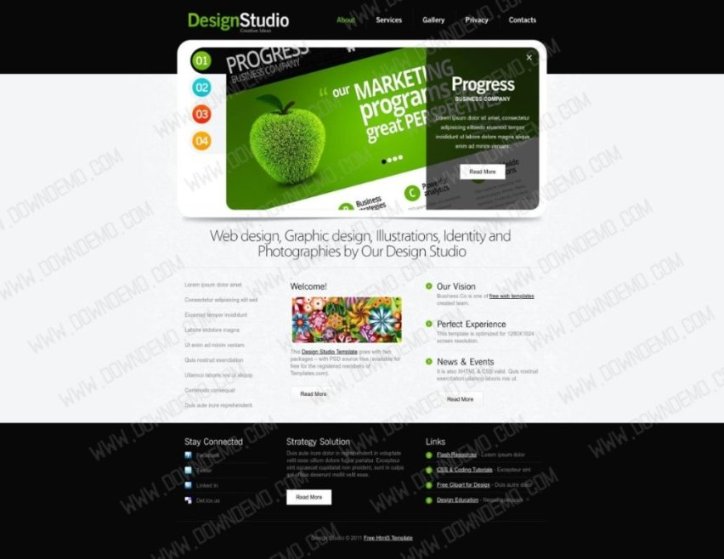 DesignStudio
Creative Ideas
About
Services
Gallery
Privacy
Contacts
01
02
03
04
PROGRESS
BUSINESS COMPANY
“ our MARKETING
programs
great
Business
C
Progress
BUSINESS COMPANY
Lorem ipsum dolor sit amet, consectetur
adipisicing elitsedo eiusmod tempor
incididunt ut labore dolore magna aliqua
enim ad minim veniam.
Read More
X
Web design, Graphic design, Illustrations, Identity and
Photographies by Our Design Studio
Lorem ipsum dolor amet
Consectetur adipisicing elit sed
Eiusmod tempor incididunt
Labore etdolore magna
Ut enim ad minim veniam
Quis nostrud exercitation
Ullamco laboris nisi ut aliquip
Commodo consequat
Duis aute irure reprehenderit
Welcome!
This Design Studio Template goes with two
packages - with PSD source files (available for
free for the registered members of
Templates.com).
Read More
Our Vision
Business Co is one of free web templates
created team.
Perfect Experience
This template is optimized for 1280X1024
screen resolution.
News & Events
It is also XHTML & CSS valid. Quis nostrud
exercitation ullamco laboris nisi ut.
Read More
Stay Connected
Facebook
Twitter
Linked In
Del.icio.us
Strategy Solution
Duis aute irure dolor in reprehenderit in voluptate
velit esse cillum dolore fugiat pariatur. Excepteur
sint occaecat cupidatat non proident, sunt in culpa
qui officia deserunt mollit velit esse.
Read More
Links
Flash Resources - Lorem ipsum dolor
CSS & Coding Tutorials - Excepteur sint
Free Clipart for Design - Duis autor
Design Education
Design Studio © 2011 Free Html5 Template
WWW.DOWNDEMO.COM